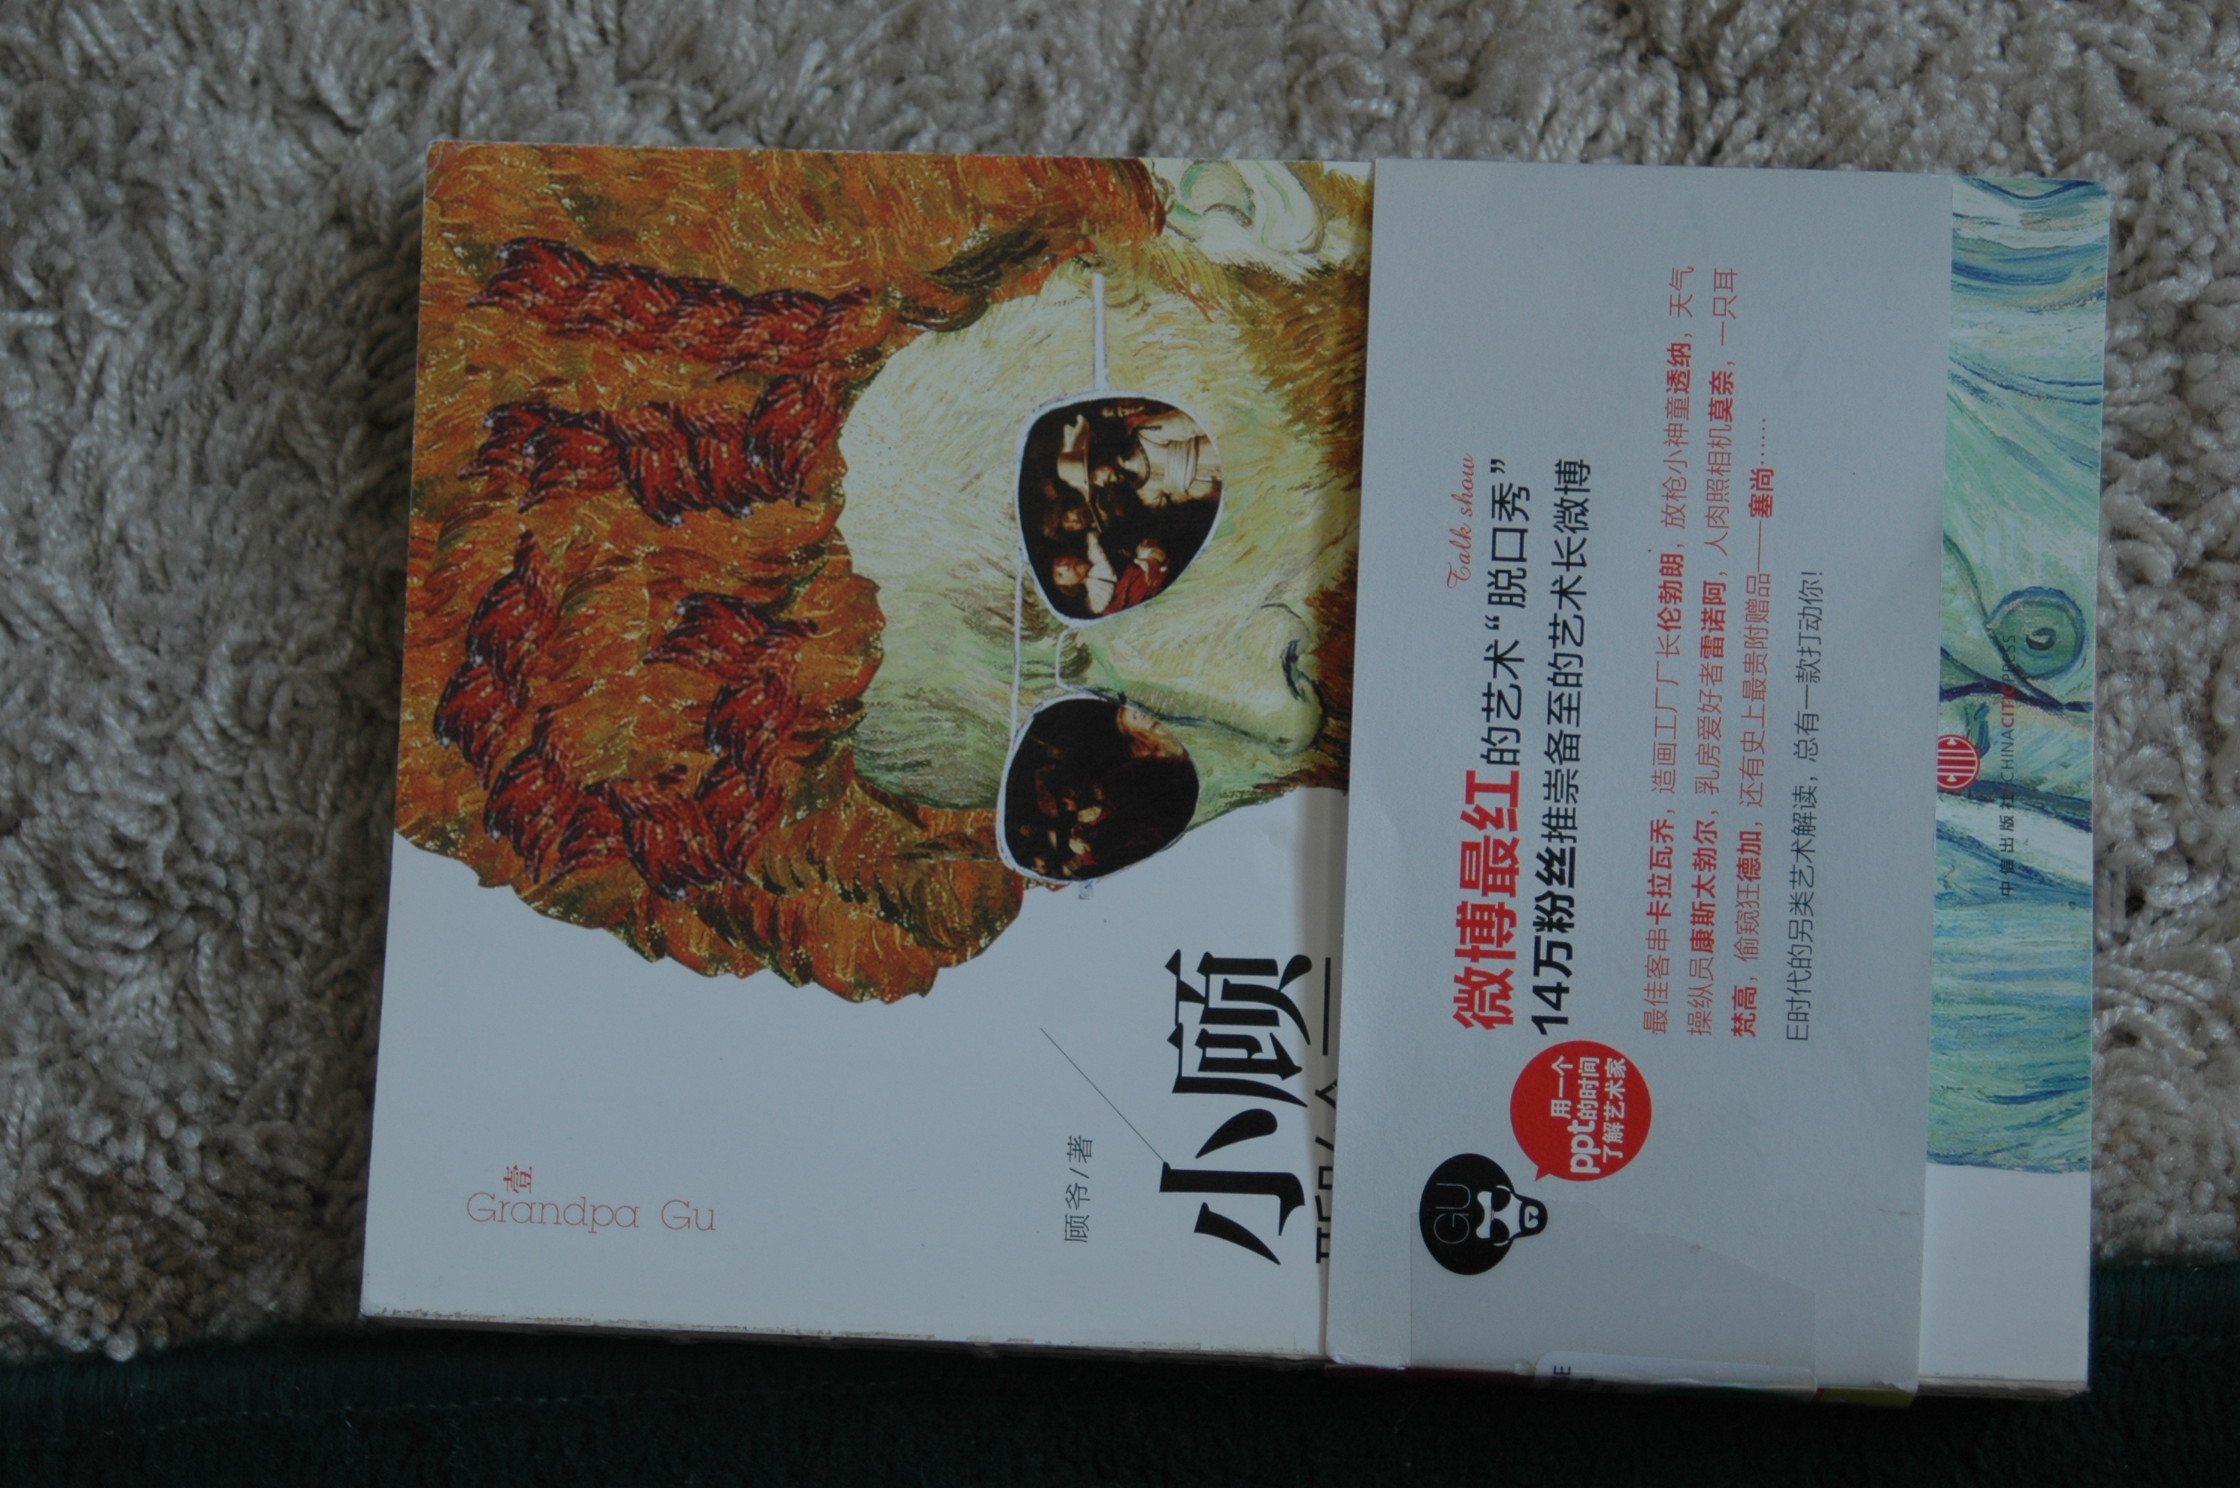 壹
Grandpa Gu
GU
顾爷/著
小顾
GU
Talk show
微博最红的艺术“脱口秀”
14万粉丝推崇备至的艺术长微博
用一个
ppt的时间
了解艺术家
最佳客串卡拉瓦乔，造画工厂厂长伦勃朗，放枪小神童透纳，天气
操纵员康斯太勃尔，乳房爱好者雷诺阿，人肉照相机莫奈，一只耳
梵高，偷窥狂德加，还有史上最贵附赠品——塞尚……
E时代的另类艺术解读，总有一款打动你！
中信出版社·CHINACITICPRESS